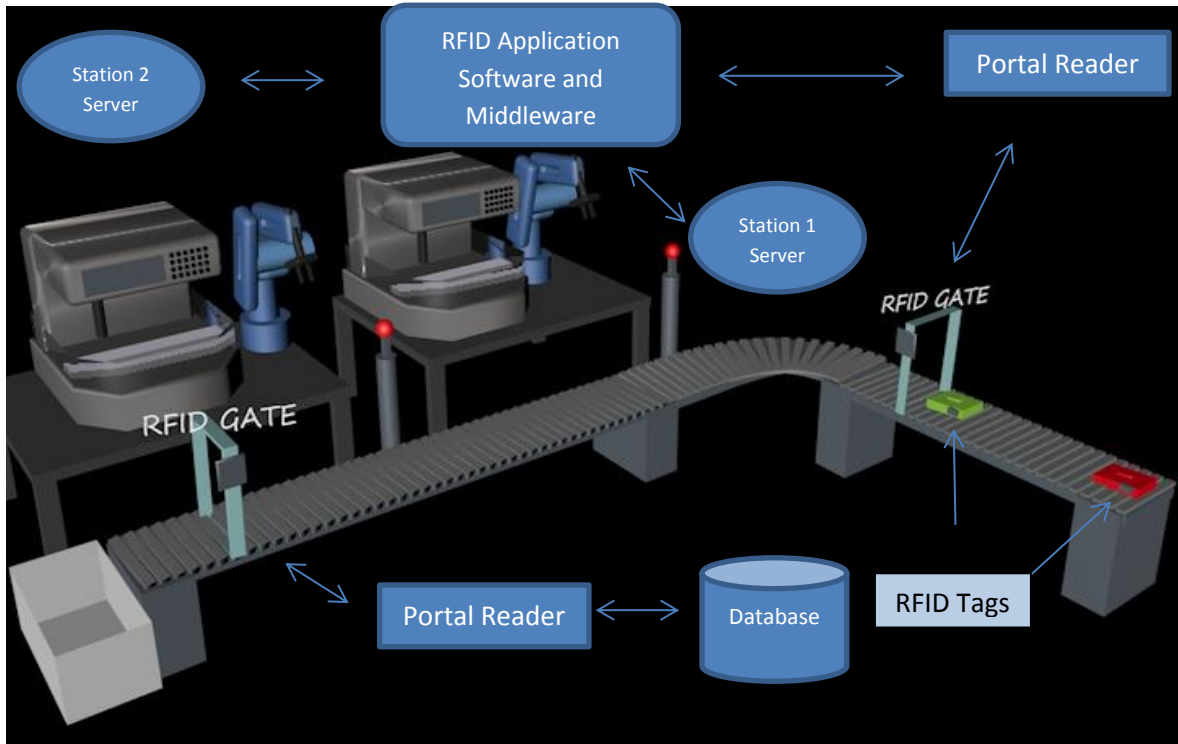 RFID Application
Software and
Middleware
Station 2
Server
Portal Reader
Station 1
Server
RFID GATE
RFID GATE
Portal Reader
Database
RFID Tags